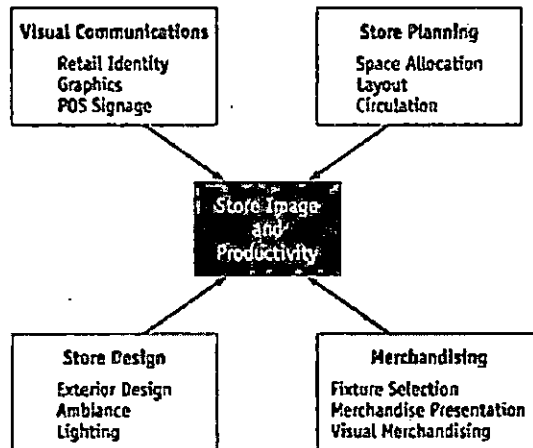 Visual Communications
Retail Identity
Graphics
POS Signage
Store Planning
Space Allocation
Layout
Circulation
Store Image
and
Productivity
Store Design
Exterior Design
Ambiance
Lighting
Merchandising
Fixture Selection
Merchandise Presentation
Visual Merchandising